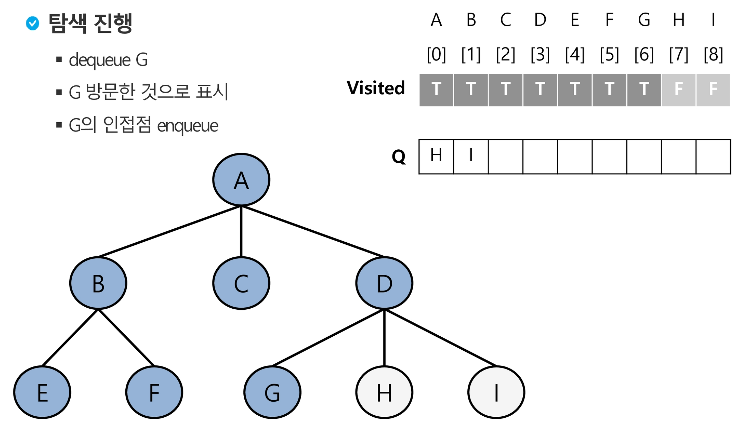 탐색 진행
▪ dequeue G
▪ G 방문한 것으로 표시
▪ G의 인접점 enqueue
A B C D E F G H I
[0] [1] [2] [3] [4] [5] [6] [7] [8]
Visited T T T T T T T F F
Q H I
A
B C D
E F G H I